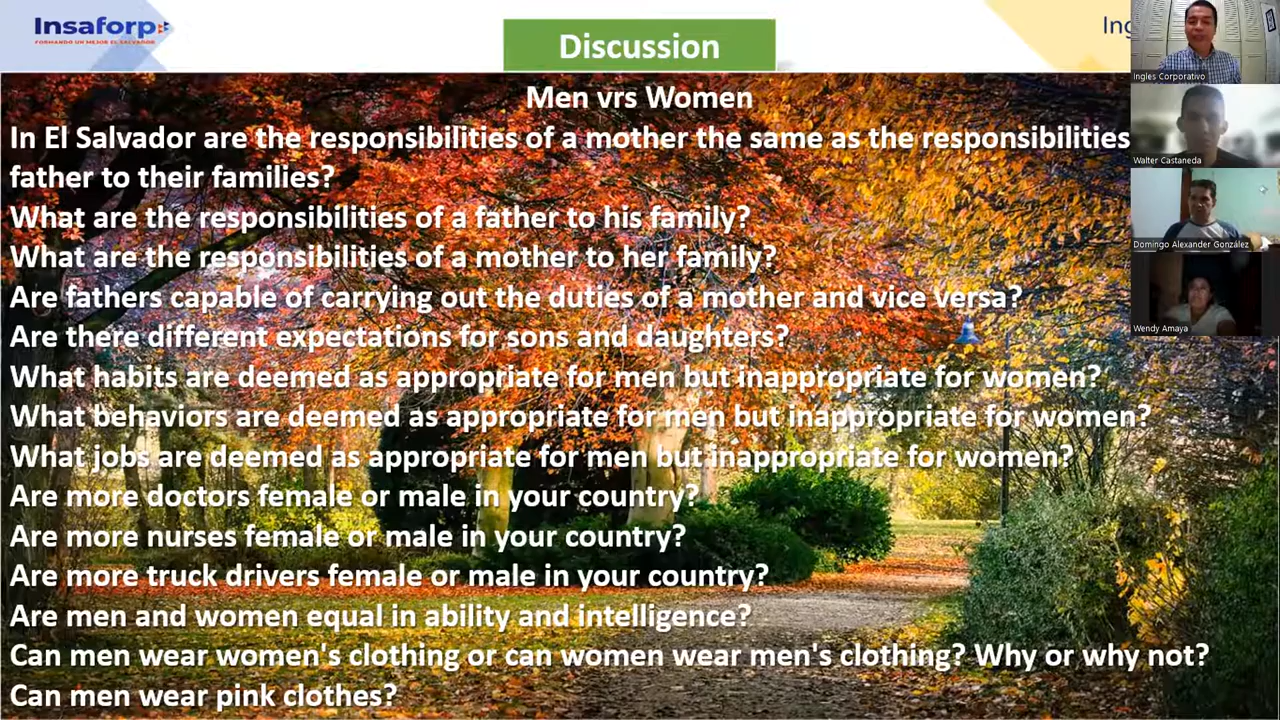 Insaforp
FORMANDO UN MEJOR EL SALVADOR
Discussion
Ing
Ingles Corporativo
Walter Castaneda
Domingo Alexander González
Wendy Amaya
Men vrs Women
In El Salvador are the responsibilities of a mother the same as the responsibilities
father to their families?
What are the responsibilities of a father to his family?
What are the responsibilities of a mother to her family?
Are fathers capable of carrying out the duties of a mother and vice versa?
Are there different expectations for sons and daughters?
What habits are deemed as appropriate for men but inappropriate for women?
What behaviors are deemed as appropriate for men but inappropriate for women?
What jobs are deemed as appropriate for men but inappropriate for women?
Are more doctors female or male in your country?
Are more nurses female or male in your country?
Are more truck drivers female or male in your country?
Are men and women equal in ability and intelligence?
Can men wear women's clothing or can women wear men's clothing? Why or why not?
Can men wear pink clothes?